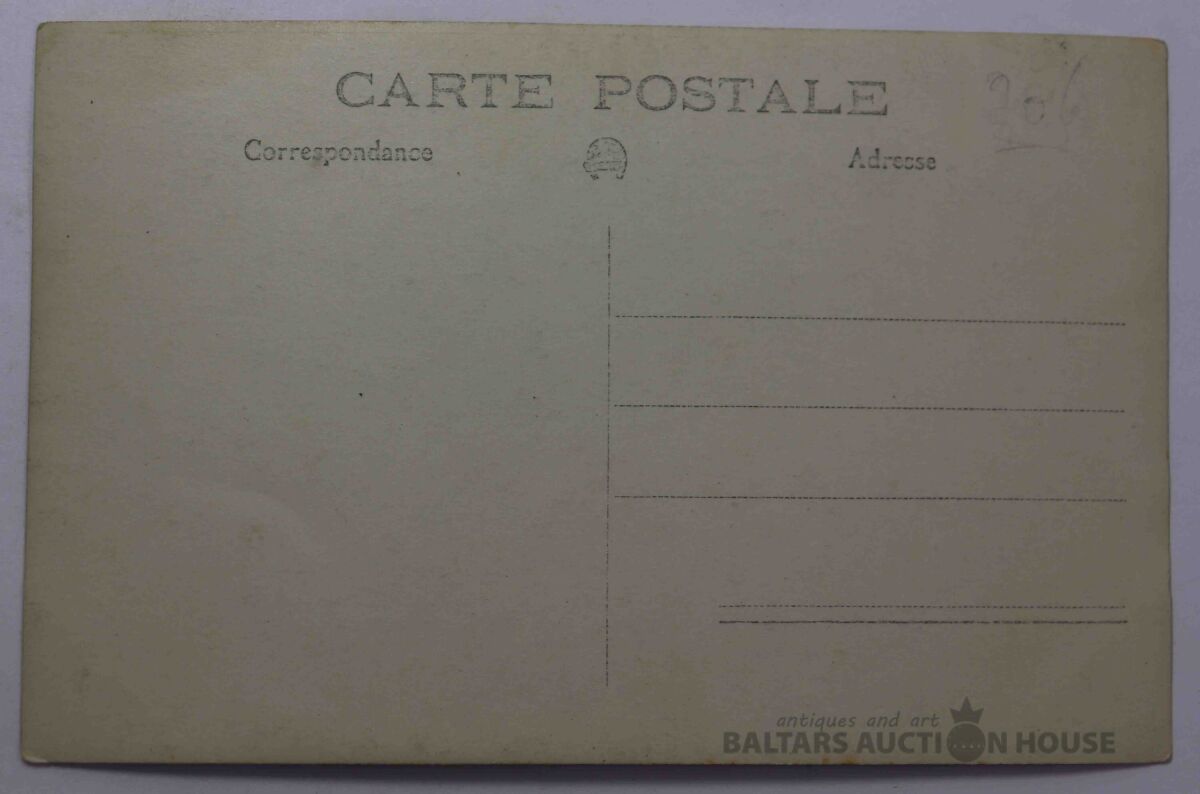 CARTE POSTALE
Correspondance
Adresse
antiques and art
BALTARS AUCTION HOUSE